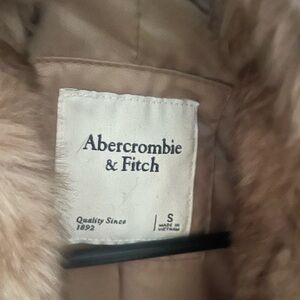 Abercrombie
& Fitch
Quality Since
1892
S
MADE IN
VIETNAM